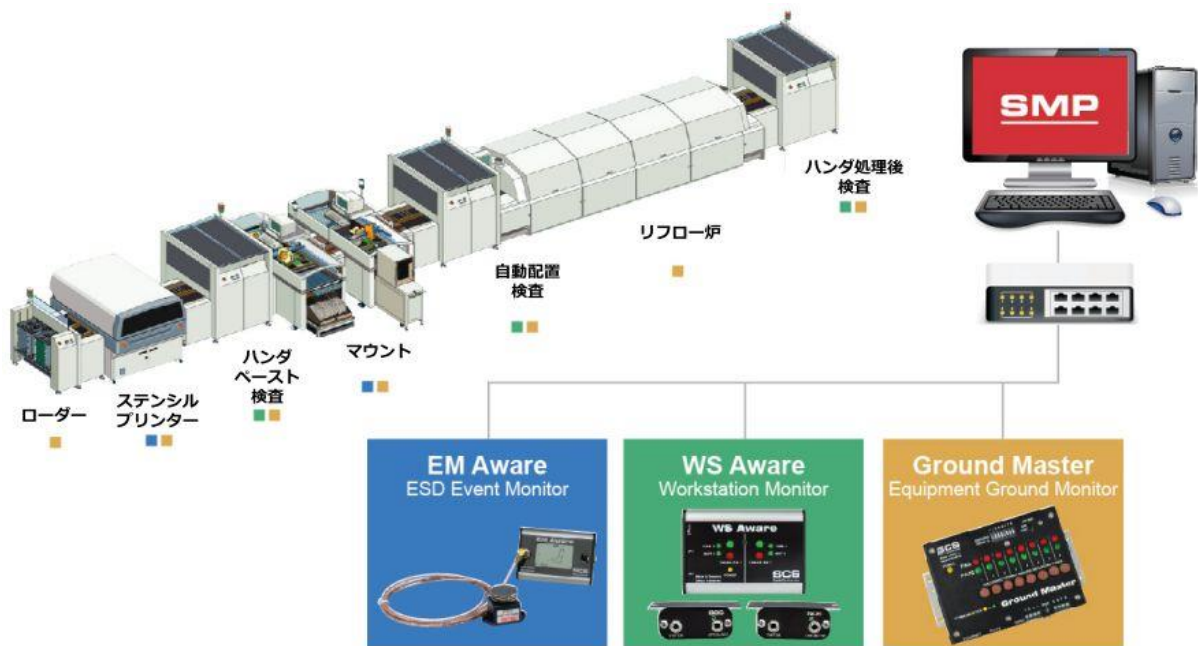 SMP
ハンダ処理後
検査
リフロー炉
自動配置
検査
マウント
ハンダ
ペースト
検査
ステンシル
プリンター
ローダー
EM Aware
ESD Event Monitor
WS Aware
Workstation Monitor
Ground Master
Equipment Ground Monitor
WS Aware
SCS
SCS
SCS
Ground Master